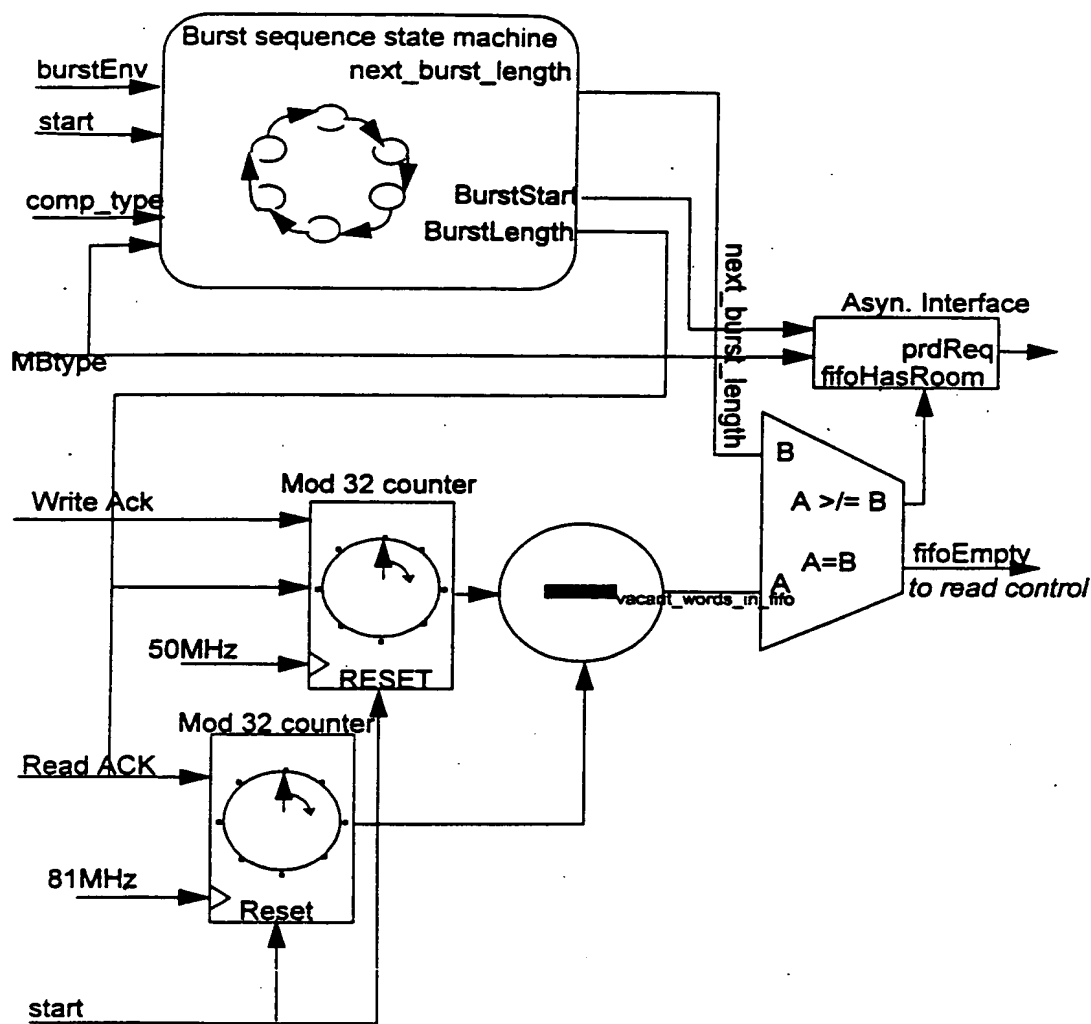 Burst sequence state machine
burstEnv
next_burst_length
start
comp_type
BurstStart
BurstLength
next_burst_length
Asyn. Interface
MBtype
prdReq
fifoHasRoom
B
Mod 32 counter
Write Ack
A >/= B
fifoEmpty
A=B
A
to read control
vacant_words_in_fifo
50MHz
RESET
Mod 32 counter
Read ACK
81MHz
Reset
start